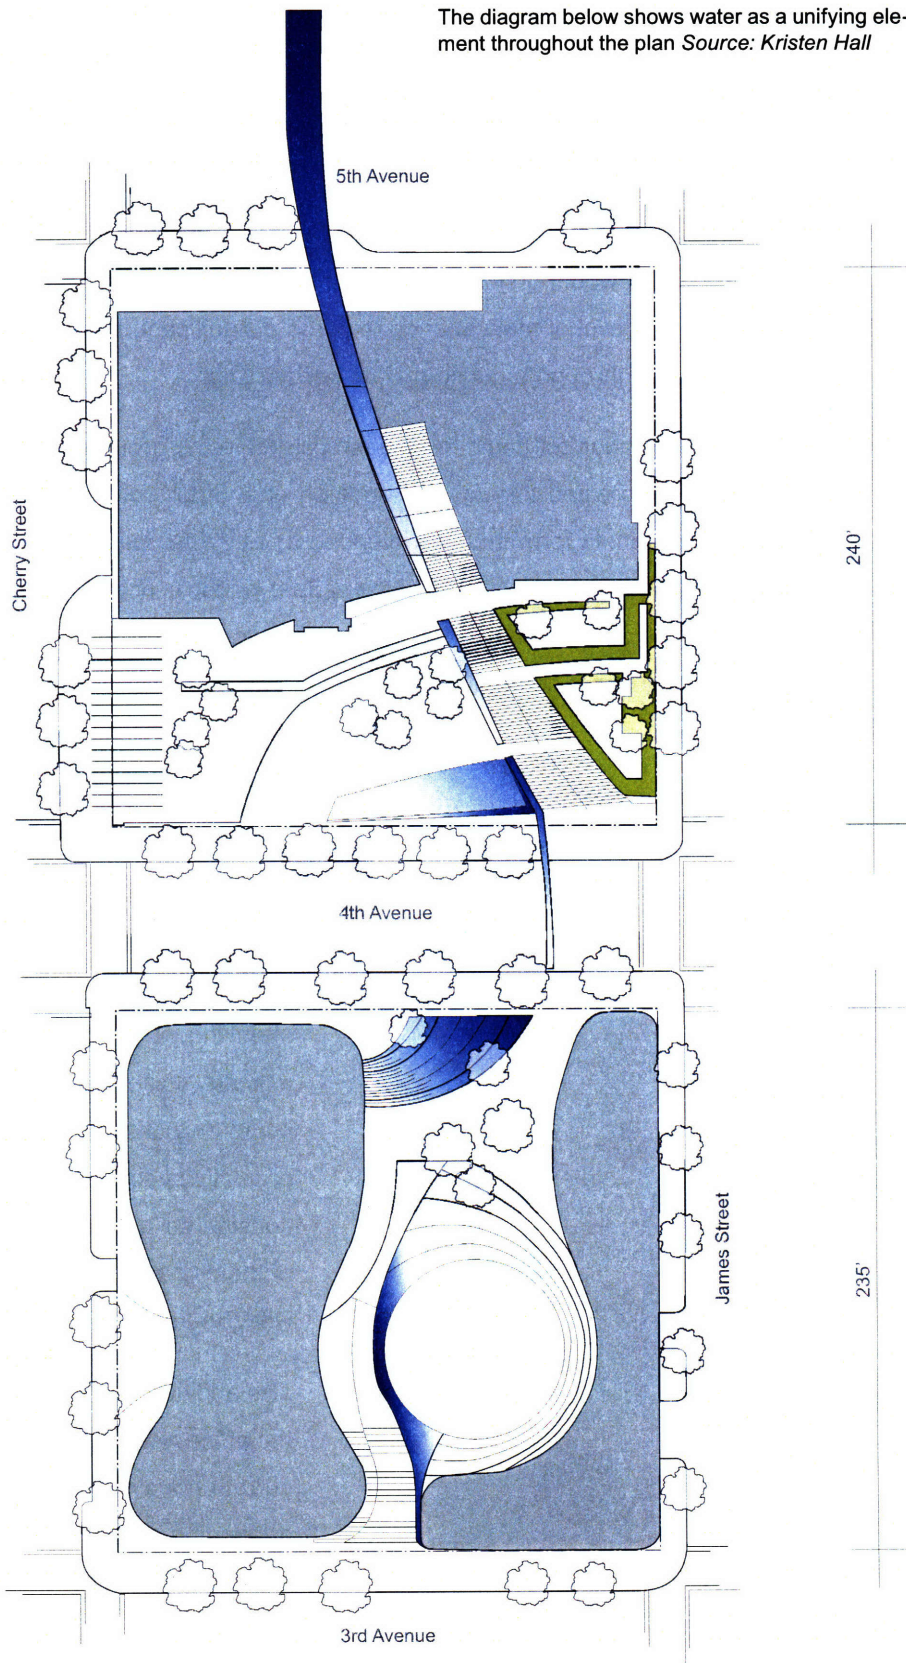 The diagram below shows water as a unifying ele-
ment throughout the plan Source: Kristen Hall
5th Avenue
Cherry Street
240'
4th Avenue
James Street
235'
3rd Avenue